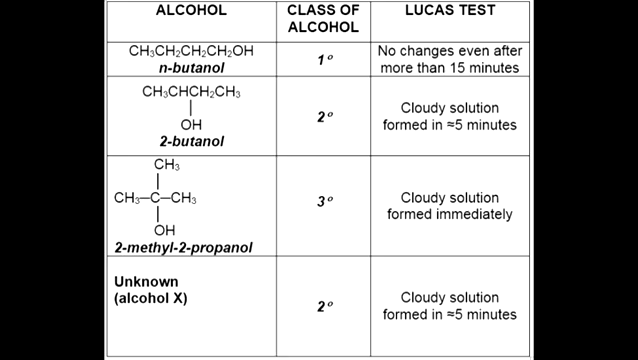 ALCOHOL
CLASS OF
ALCOHOL
LUCAS TEST
CH₃CH₂CH₂CH₂OH
n-butanol
1°
No changes even after
more than 15 minutes
CH₃CHCH₂CH₃
OH
2-butanol
2°
Cloudy solution
formed in ≈5 minutes
CH₃
CH₃–C–CH₃
OH
2-methyl-2-propanol
3°
Cloudy solution
formed immediately
Unknown
(alcohol X)
2°
Cloudy solution
formed in ≈5 minutes